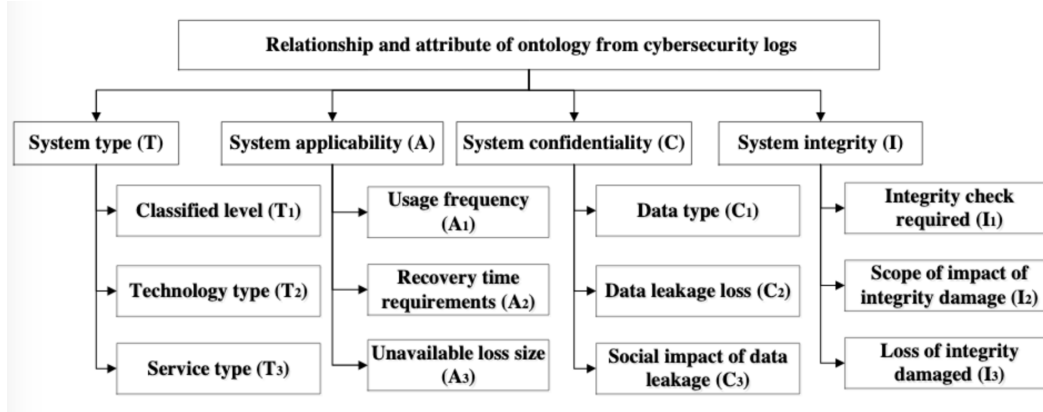 Relationship and attribute of ontology from cybersecurity logs
System type (T)
System applicability (A)
System confidentiality (C)
System integrity (I)
Classified level (T₁)
Technology type (T₂)
Service type (T₃)
Usage frequency
(A₁)
Recovery time
requirements (A₂)
Unavailable loss size
(A₃)
Data type (C₁)
Data leakage loss (C₂)
Social impact of data
leakage (C₃)
Integrity check
required (I₁)
Scope of impact of
integrity damage (I₂)
Loss of integrity
damaged (I₃)